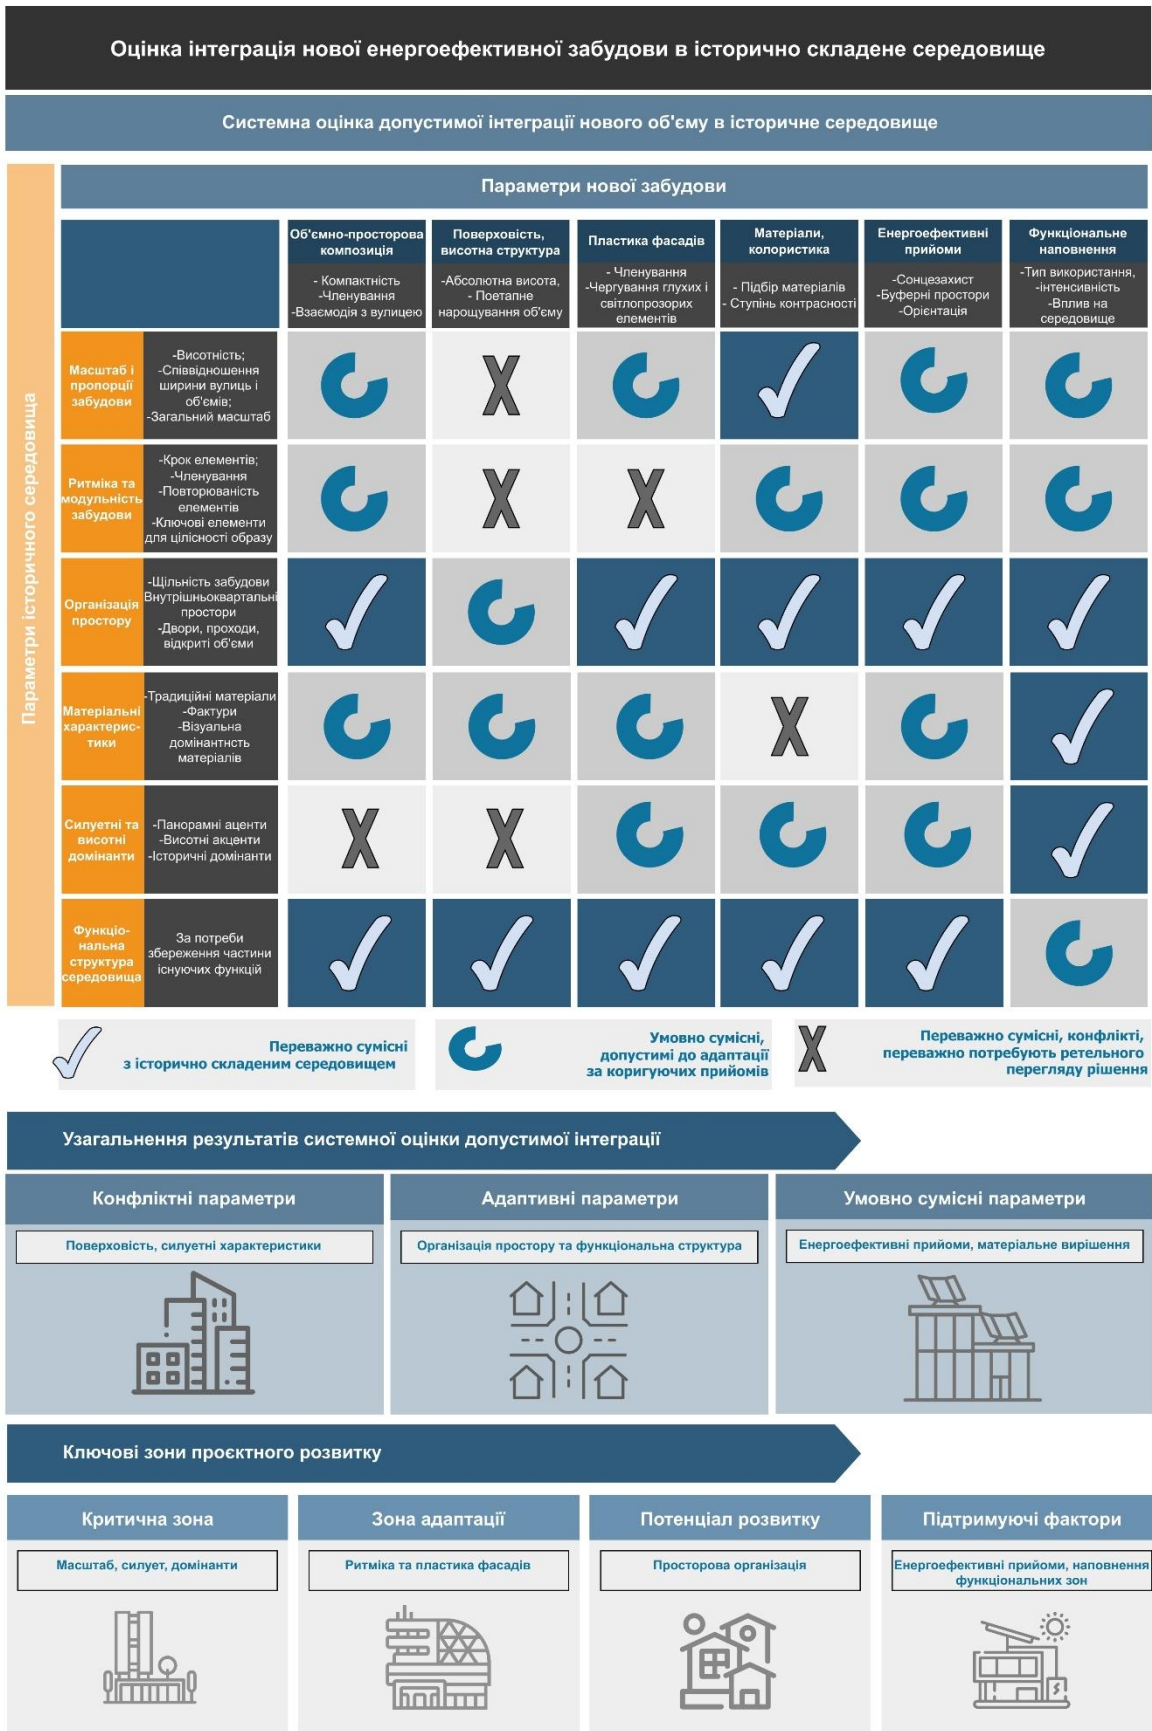 Оцінка інтеграція нової енергоефективної забудови в історично складене середовище
Системна оцінка допустимої інтеграції нового об'єму в історичне середовище
Параметри історичного середовища
Параметри нової забудови
Об'ємно-просторова
композиція
- Компактність
-Членування
-Взаємодія з вулицею
Поверховість,
висотна структура
-Абсолютна висота,
- Поетапне
нарощування об'єму
Пластика фасадів
- Членування
-Чергування глухих і
світлопрозорих
елементів
Матеріали,
колористика
- Підбір матеріалів
- Ступінь контрасності
Енергоефективні
прийоми
- Сонцезахист
-Буферні простори
- Орієнтація
Функціональне
наповнення
-Тип використання,
-інтенсивність
- Вплив на
середовище
Масштаб і
пропорції
забудови
-Висотність;
-Співвідношення
ширини вулиць і
об'ємів;
-Загальний масштаб
X
Ритміка та
модульність
забудови
-Крок елементів;
-Членування
-Повторюваність
елементів
-Ключові елементи
для цілісності образу
X
X
Організація
простору
-Щільність забудови
Внутрішньоквартальні
простори
-Двори, проходи,
відкриті об'єми
Матеріальні
характерис-
тики
-Традиційні матеріали
-Фактури
-Візуальна
домінантнсть
матеріалів
X
Силуетні та
висотні
домінанти
-Панорамні аценти
-Висотні акценти
-Історичні домінанти
X
X
Функціо-
нальна
структура
середовища
За потреби
збереження частини
існуючих функцій
Переважно сумісні
з історично складеним середовищем
Умовно сумісні,
допустимі до адаптації
за коригуючих прийомів
X
Переважно сумісні, конфлікті,
переважно потребують ретельного
перегляду рішення
Узагальнення результатів системної оцінки допустимої інтеграції
Конфліктні параметри
Поверховість, силуетні характеристики
Адаптивні параметри
Організація простору та функціональна структура
Умовно сумісні параметри
Енергоефективні прийоми, матеріальне вирішення
Ключові зони проєктного розвитку
Критична зона
Масштаб, силует, домінанти
Зона адаптації
Ритміка та пластика фасадів
Потенціал розвитку
Просторова організація
Підтримуючі фактори
Енергоефективні прийоми, наповнення
функціональних зон